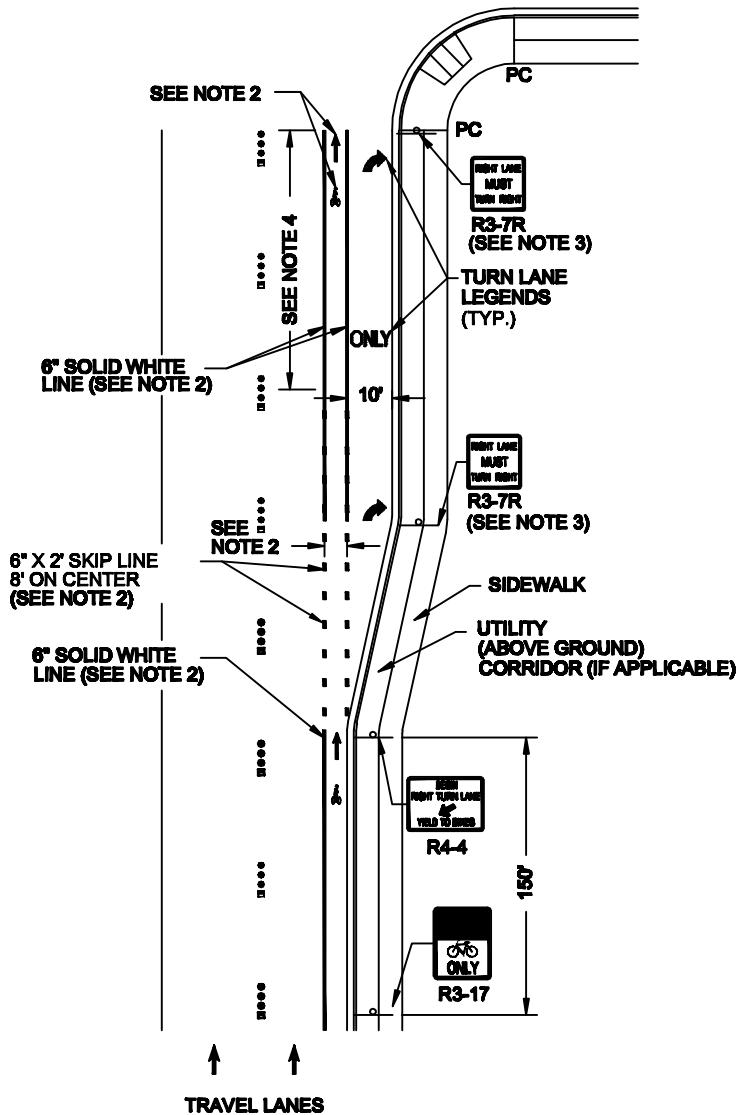 PC
SEE NOTE 2
PC
RIGHT LANE
MUST
TURN RIGHT
R3-7R
(SEE NOTE 3)
SEE NOTE 4
TURN LANE
LEGENDS
(TYP.)
ONLY
6" SOLID WHITE
LINE (SEE NOTE 2)
10'
RIGHT LANE
MUST
TURN RIGHT
R3-7R
(SEE NOTE 3)
SEE
NOTE 2
6" X 2' SKIP LINE
8' ON CENTER
(SEE NOTE 2)
SIDEWALK
UTILITY
(ABOVE GROUND)
CORRIDOR (IF APPLICABLE)
6" SOLID WHITE
LINE (SEE NOTE 2)
BEGIN
RIGHT TURN LANE
YIELD TO BIKES
R4-4
150'
ONLY
R3-17
TRAVEL LANES